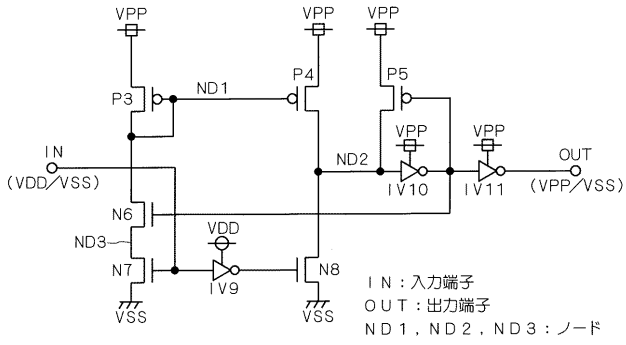 VPP
VPP
VPP
P3
ND1
P4
P5
IN
(VDD/VSS)
VPP
VPP
ND2
OUT
(VPP/VSS)
IV10
IV11
N6
ND3
VDD
N7
IV9
N8
VSS
VSS
IN:入力端子
OUT:出力端子
ND1, ND2, ND3:ノード